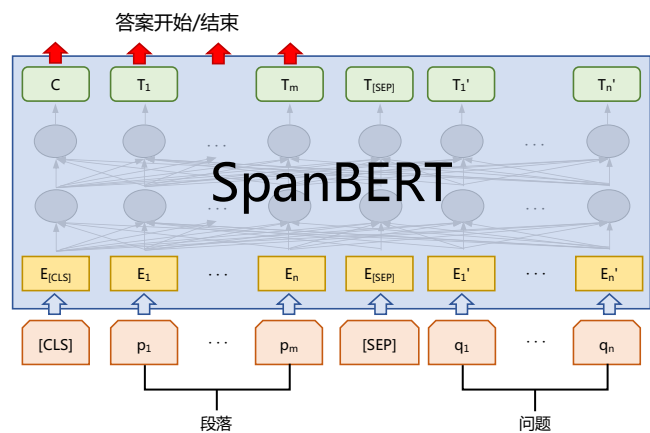 答案开始/结束
C T₁ Tₘ T[SEP] T₁' Tₙ'
...  ...
SpanBERT
...  ...
E[CLS] E₁ ... Eₙ E[SEP] E₁' ... Eₙ'
[CLS] p₁ ... pₘ [SEP] q₁ ... qₙ
段落 问题